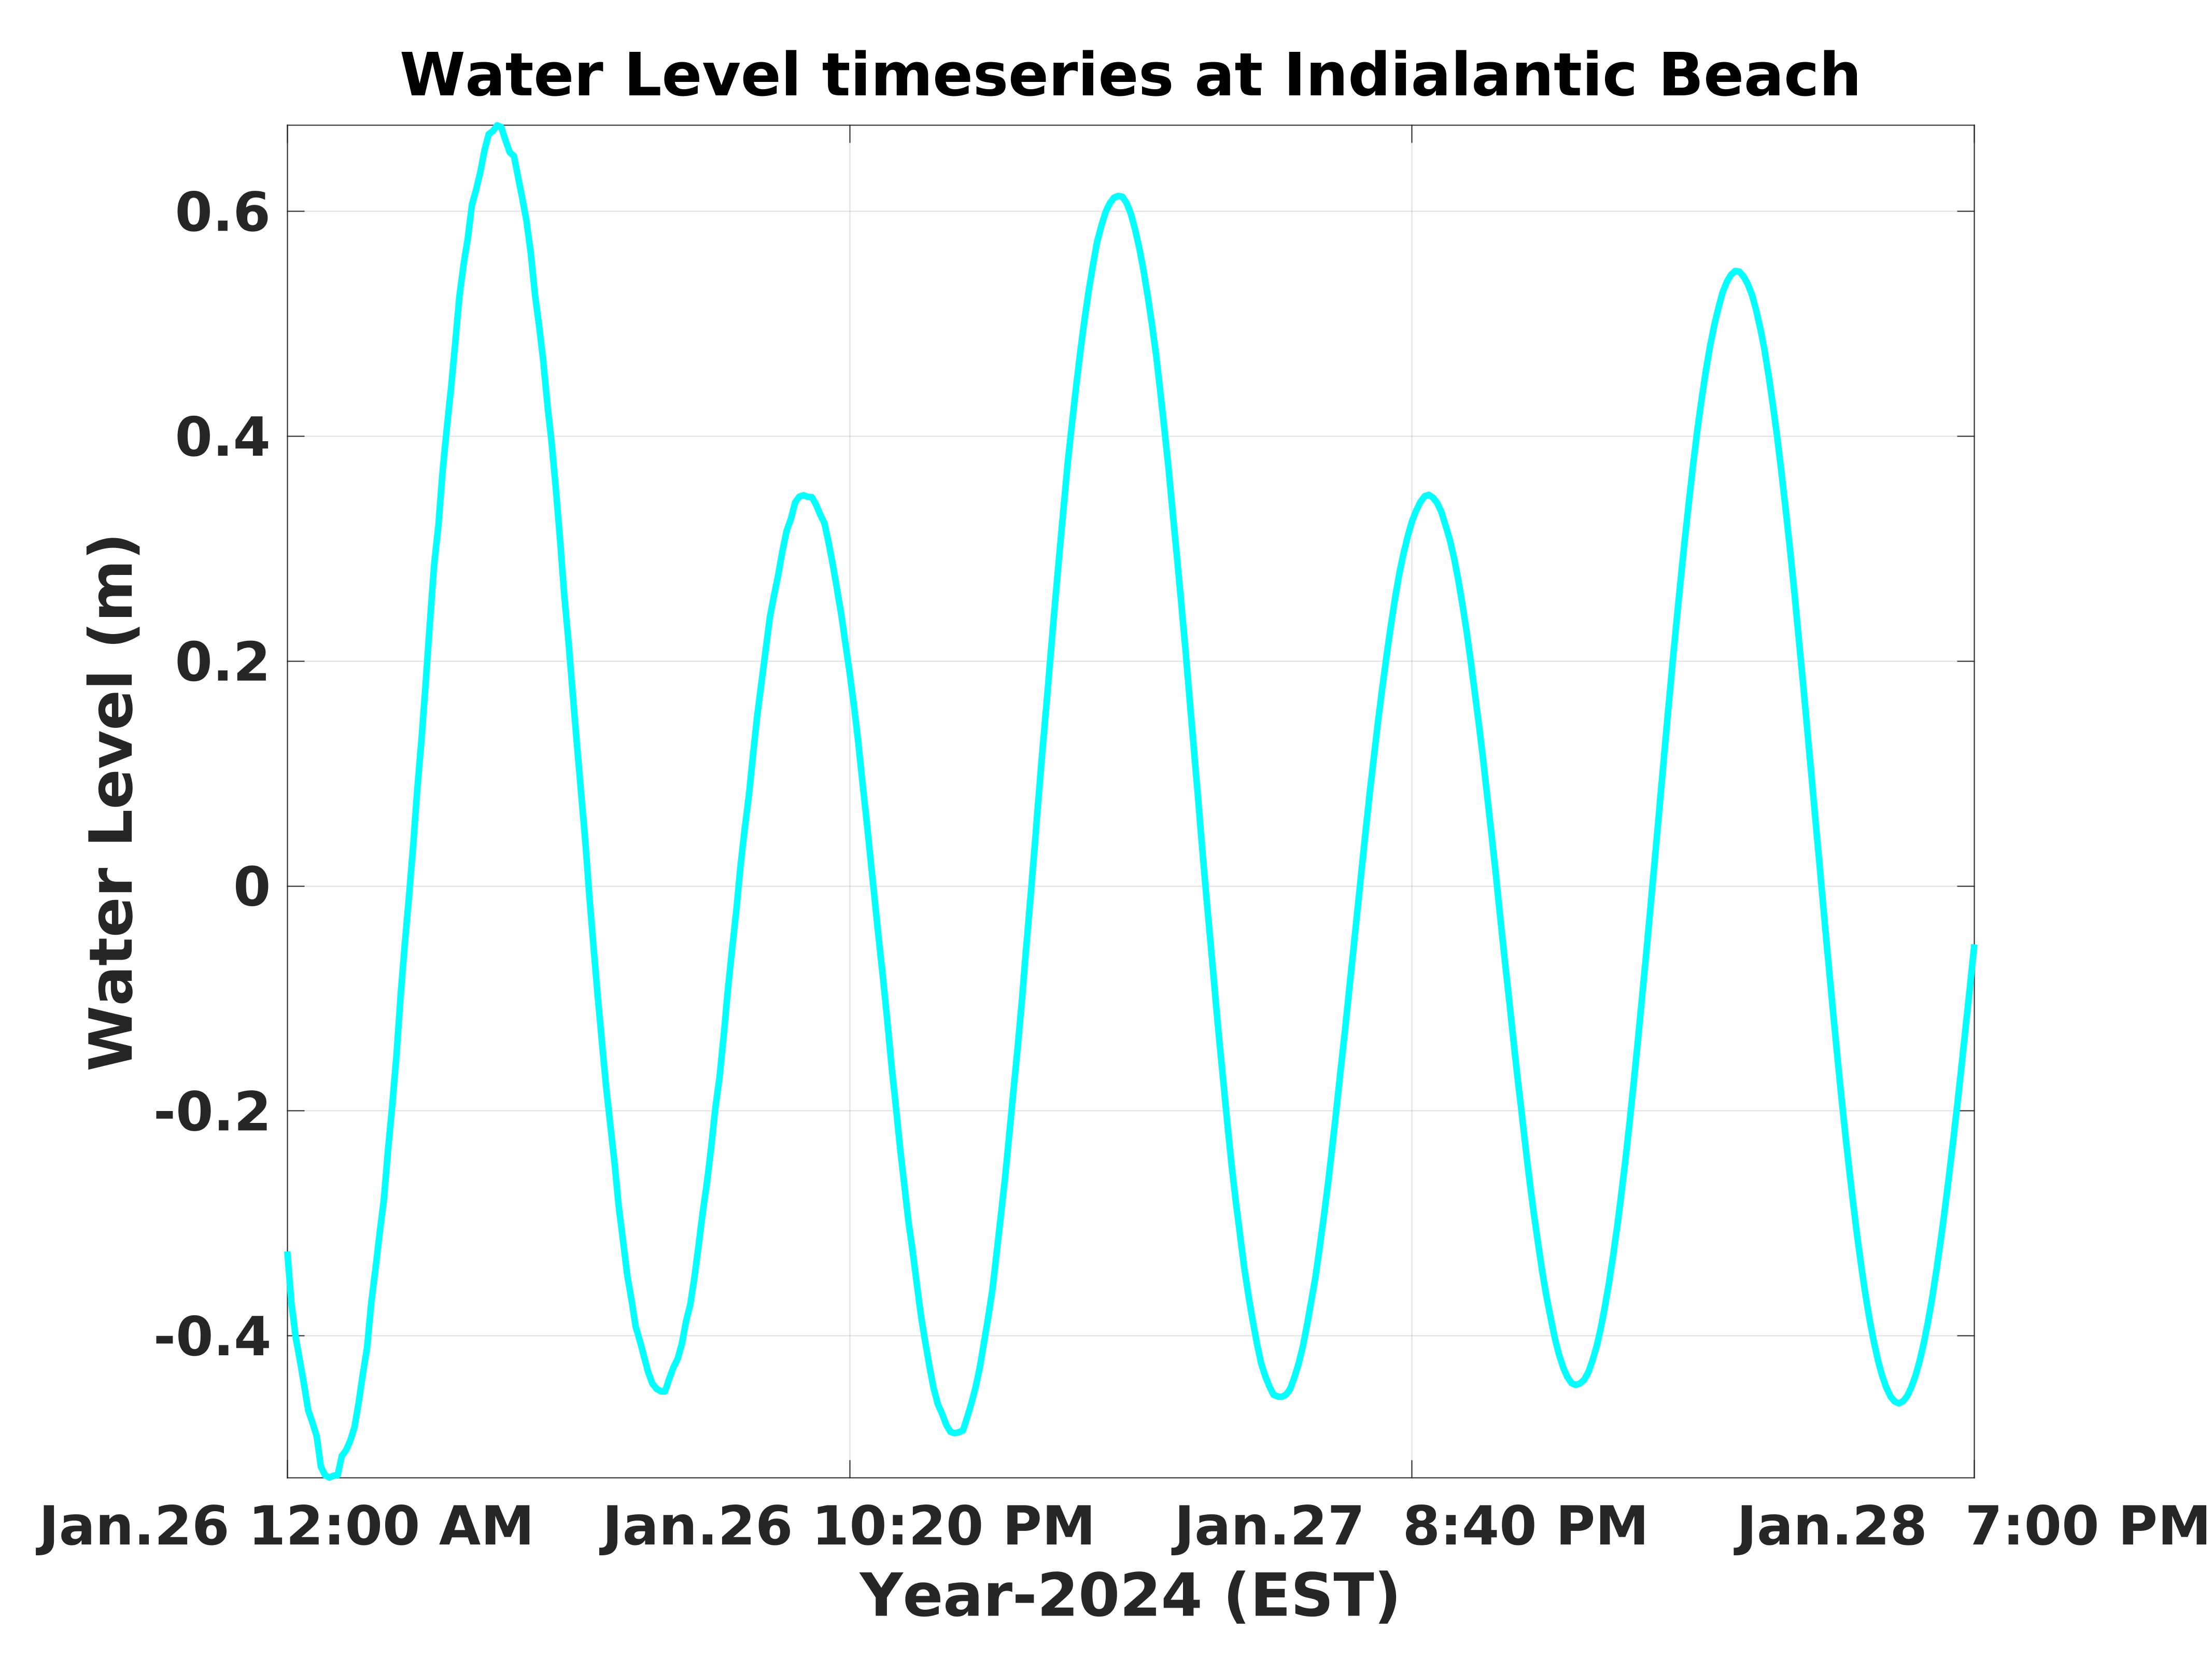 Water Level timeseries at Indialantic Beach
Water Level (m)
0.6
0.4
0.2
0
-0.2
-0.4
Jan.26 12:00 AM Jan.26 10:20 PM Jan.27 8:40 PM Jan.28 7:00 PM
Year-2024 (EST)